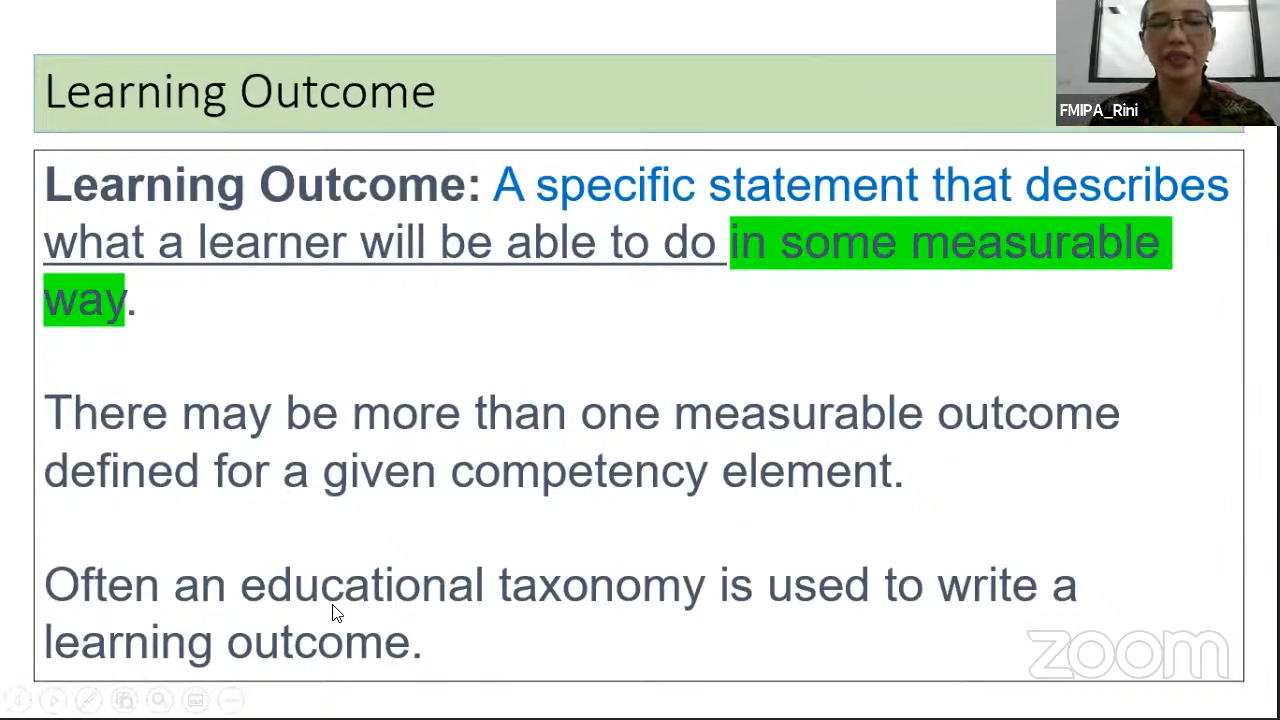 Learning Outcome
FMIPA_Rini
Learning Outcome: A specific statement that describes
what a learner will be able to do in some measurable
way.
There may be more than one measurable outcome
defined for a given competency element.
Often an educational taxonomy is used to write a
learning outcome.
zoom